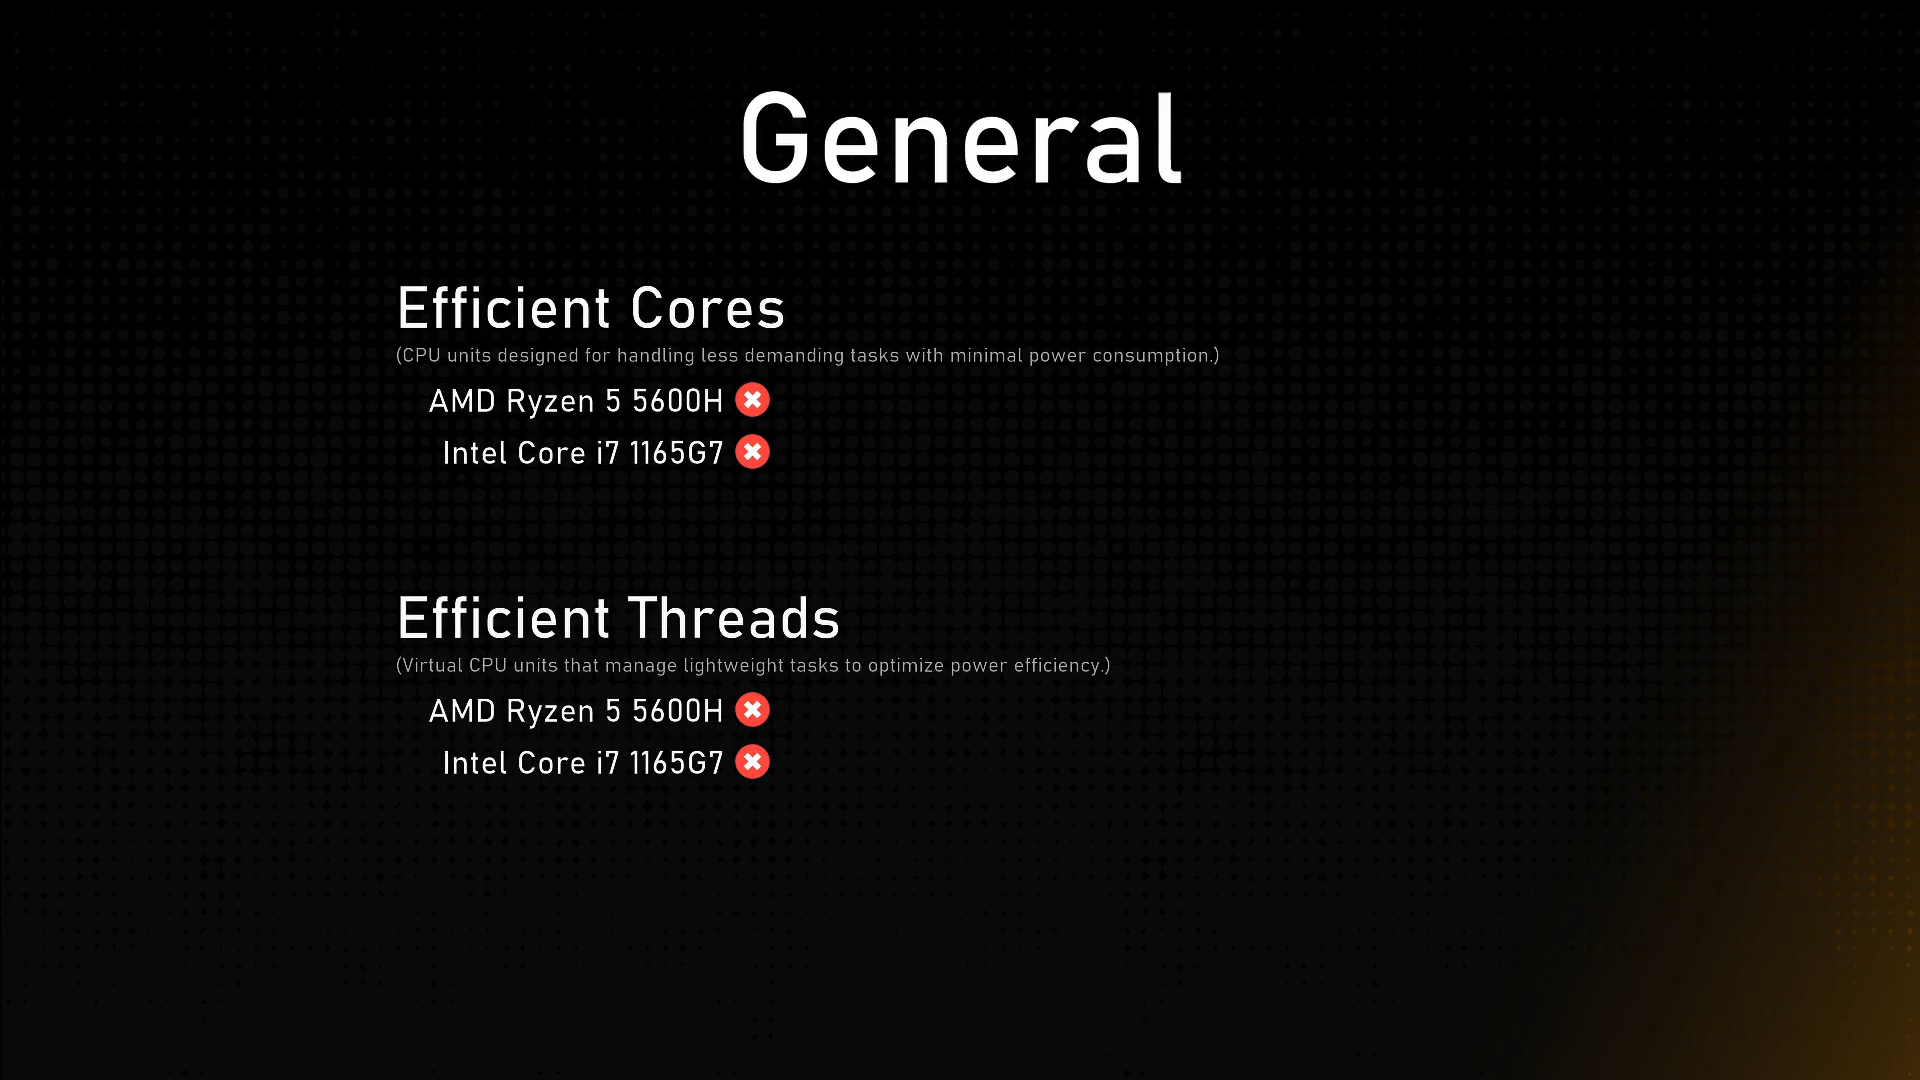 General
Efficient Cores
(CPU units designed for handling less demanding tasks with minimal power consumption.)
AMD Ryzen 5 5600H
Intel Core i7 1165G7
Efficient Threads
(Virtual CPU units that manage lightweight tasks to optimize power efficiency.)
AMD Ryzen 5 5600H
Intel Core i7 1165G7